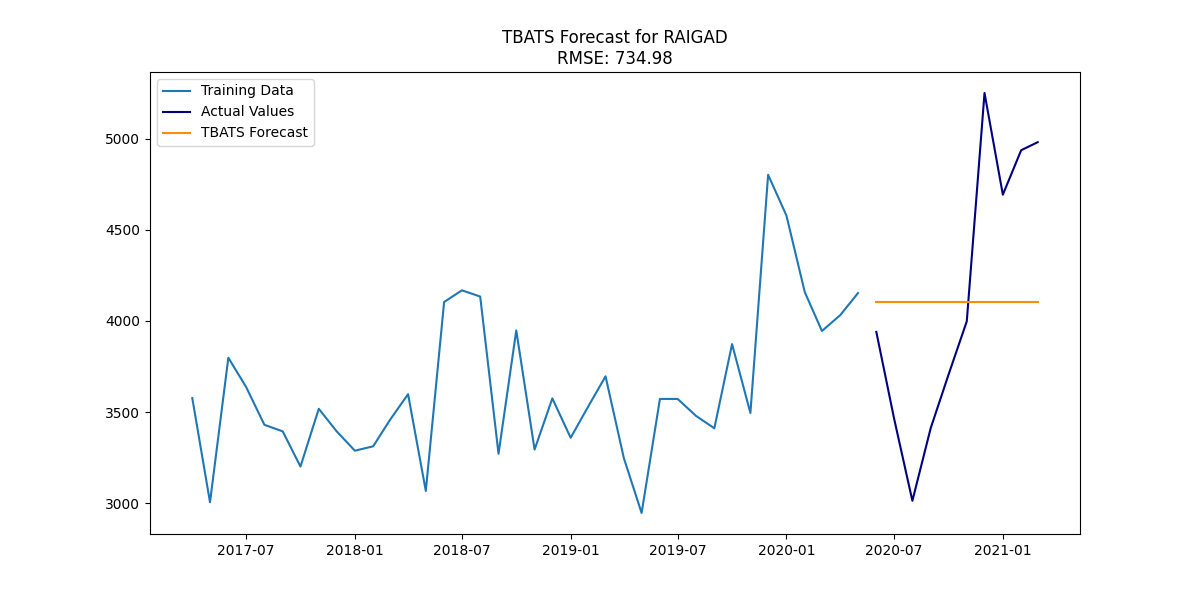 TBATS Forecast for RAIGAD
RMSE: 734.98
Training Data
Actual Values
TBATS Forecast
5000
4500
4000
3500
3000
2017-07
2018-01
2018-07
2019-01
2019-07
2020-01
2020-07
2021-01